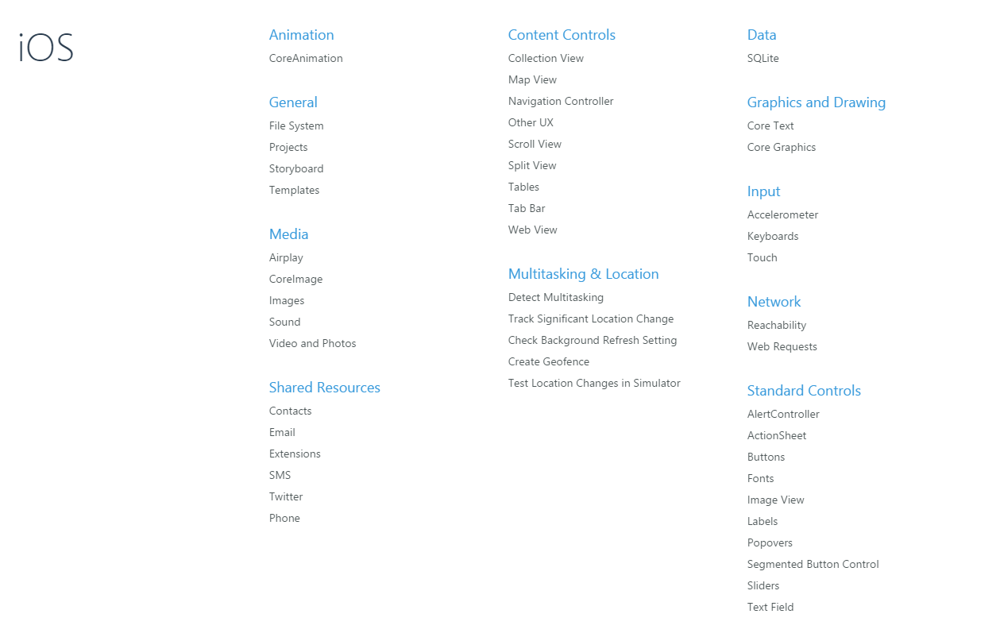 iOS
Animation
CoreAnimation
General
File System
Projects
Storyboard
Templates
Media
Airplay
CoreImage
Images
Sound
Video and Photos
Shared Resources
Contacts
Email
Extensions
SMS
Twitter
Phone
Content Controls
Collection View
Map View
Navigation Controller
Other UX
Scroll View
Split View
Tables
Tab Bar
Web View
Multitasking & Location
Detect Multitasking
Track Significant Location Change
Check Background Refresh Setting
Create Geofence
Test Location Changes in Simulator
Data
SQLite
Graphics and Drawing
Core Text
Core Graphics
Input
Accelerometer
Keyboards
Touch
Network
Reachability
Web Requests
Standard Controls
AlertController
ActionSheet
Buttons
Fonts
Image View
Labels
Popovers
Segmented Button Control
Sliders
Text Field